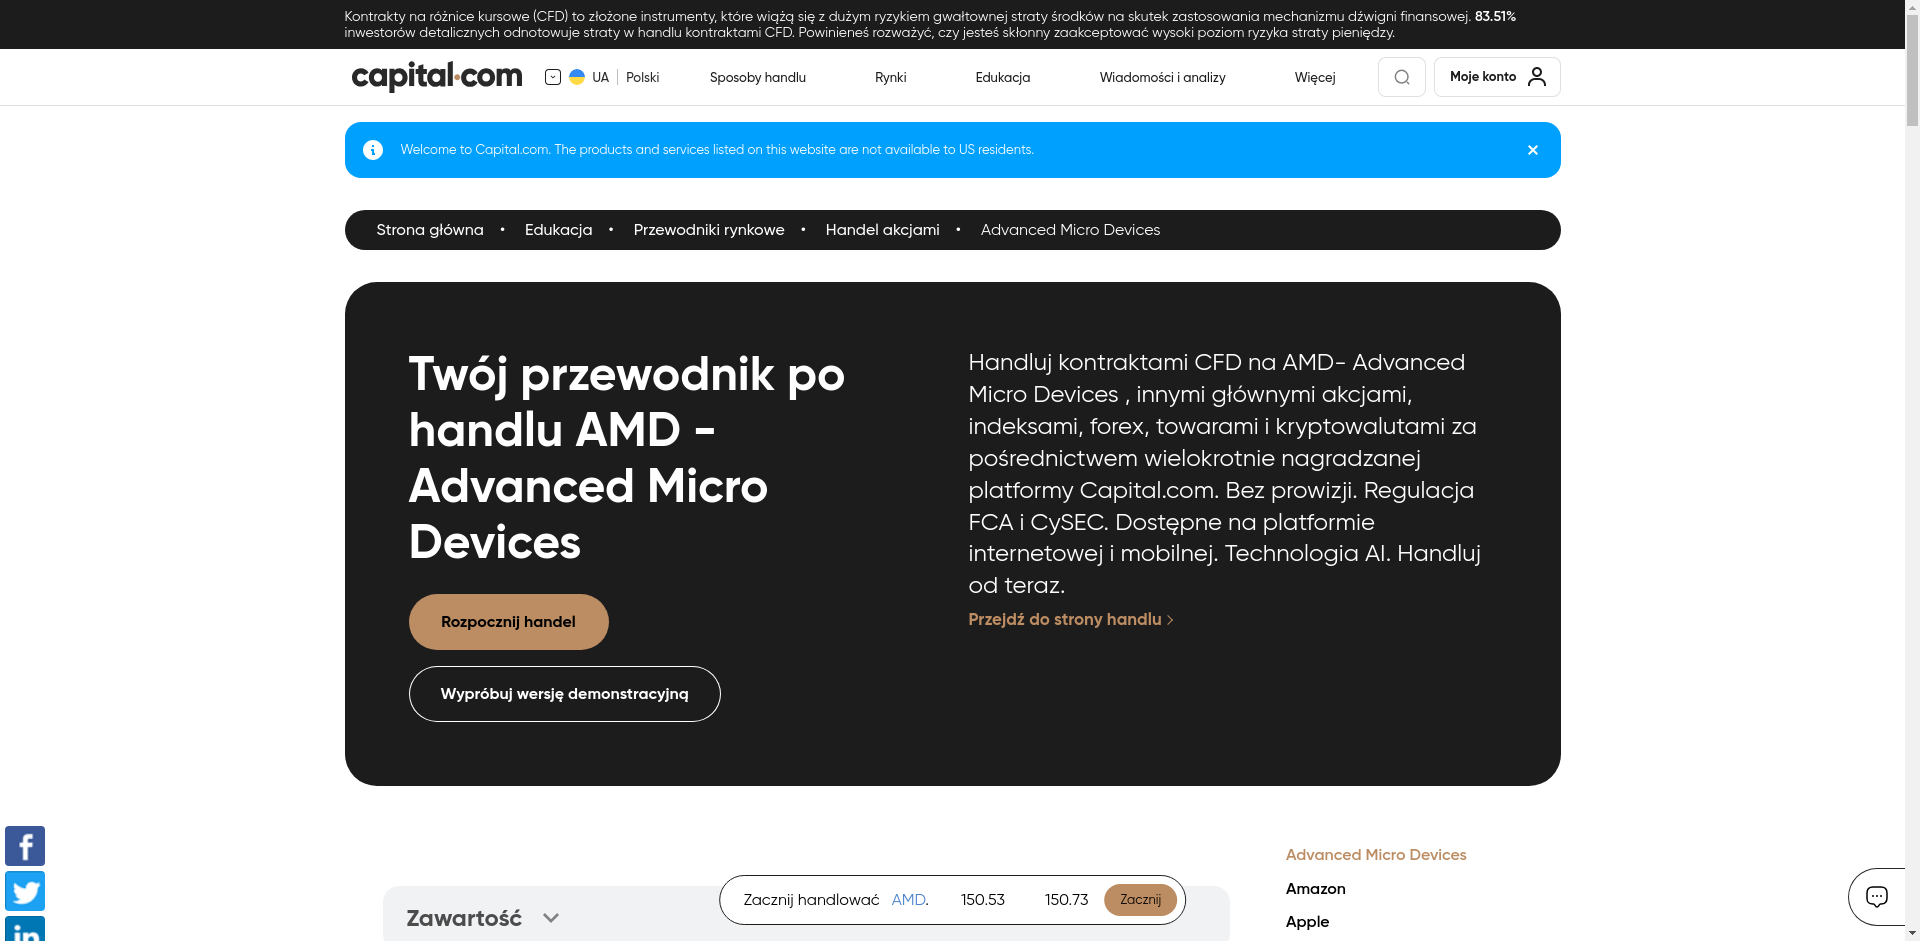 Kontrakty na różnice kursowe (CFD) to złożone instrumenty, które wiążą się z dużym ryzykiem gwałtownej straty środków na skutek zastosowania mechanizmu dźwigni finansowej. 83.51%
inwestorów detalicznych odnotowuje straty w handlu kontraktami CFD. Powinieneś rozważyć, czy jesteś skłonny zaakceptować wysoki poziom ryzyka straty pieniędzy.
capital.com UA Polski Sposoby handlu Rynki Edukacja Wiadomości i analizy Więcej Moje konto
Welcome to Capital.com. The products and services listed on this website are not available to US residents.
Strona główna • Edukacja • Przewodniki rynkowe • Handel akcjami • Advanced Micro Devices
Twój przewodnik po
handlu AMD -
Advanced Micro
Devices
Rozpocznij handel
Wypróbuj wersję demonstracyjną
Handluj kontraktami CFD na AMD- Advanced
Micro Devices , innymi głównymi akcjami,
indeksami, forex, towarami i kryptowalutami za
pośrednictwem wielokrotnie nagradzanej
platformy Capital.com. Bez prowizji. Regulacja
FCA i CySEC. Dostępne na platformie
internetowej i mobilnej. Technologia AI. Handluj
od teraz.
Przejdź do strony handlu
Zawartość
Advanced Micro Devices
Amazon
Apple
Zacznij handlować AMD. 150.53 150.73 Zacznij